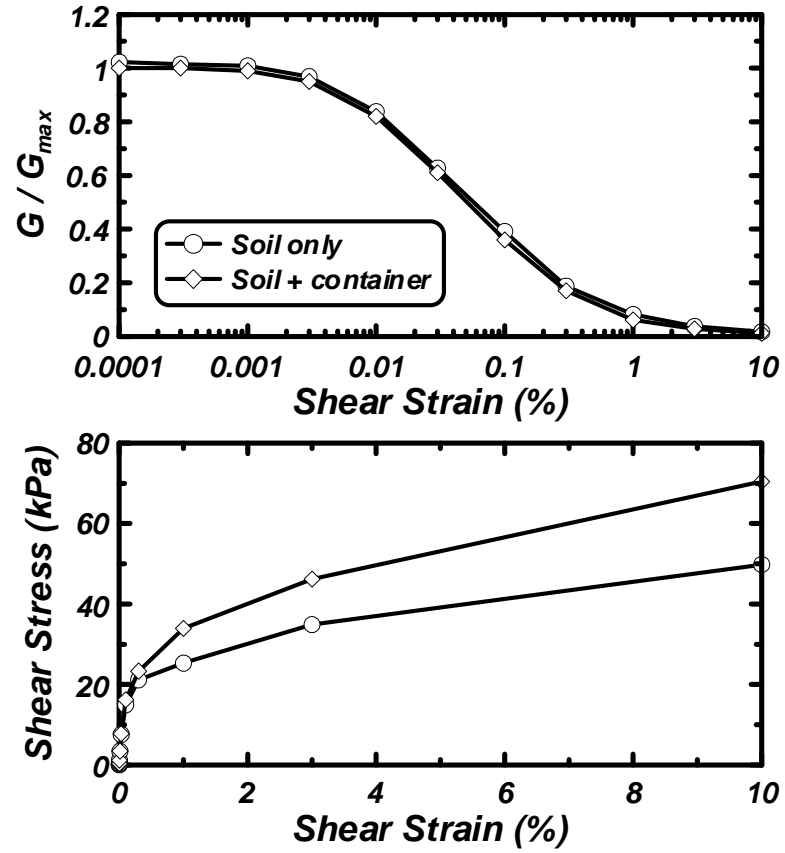 1.2
1
0.8
0.6
0.4
0.2
0
G / Gmax
Soil only
Soil + container
0.0001 0.001 0.01 0.1 1 10
Shear Strain (%)
80
60
40
20
0
Shear Stress (kPa)
0 2 4 6 8 10
Shear Strain (%)